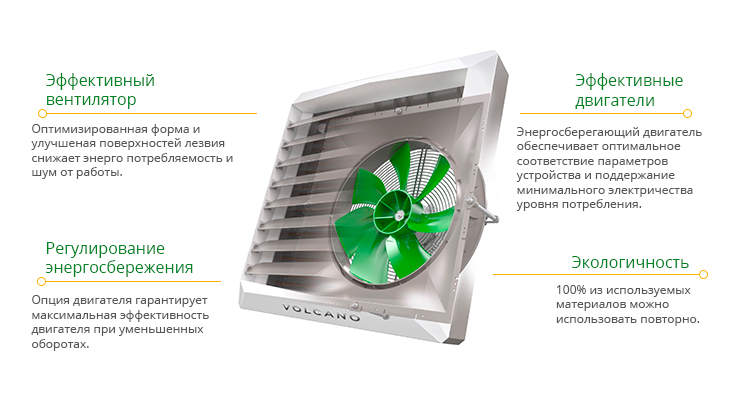 Эффективный
вентилятор
Оптимизированная форма и
улучшеная поверхностей лезвия
снижает энерго потребляемость и
шум от работы.
Эффективные
двигатели
Энергосберегающий двигатель
обеспечивает оптимальное
соответствие параметров
устройства и поддержание
минимального электричества
уровня потребления.
Регулирование
энергосбережения
Опция двигателя гарантирует
максимальная эффективность
двигателя при уменьшенных
оборотах.
Экологичность
100% из используемых
материалов можно
использовать повторно.
VOLCANO